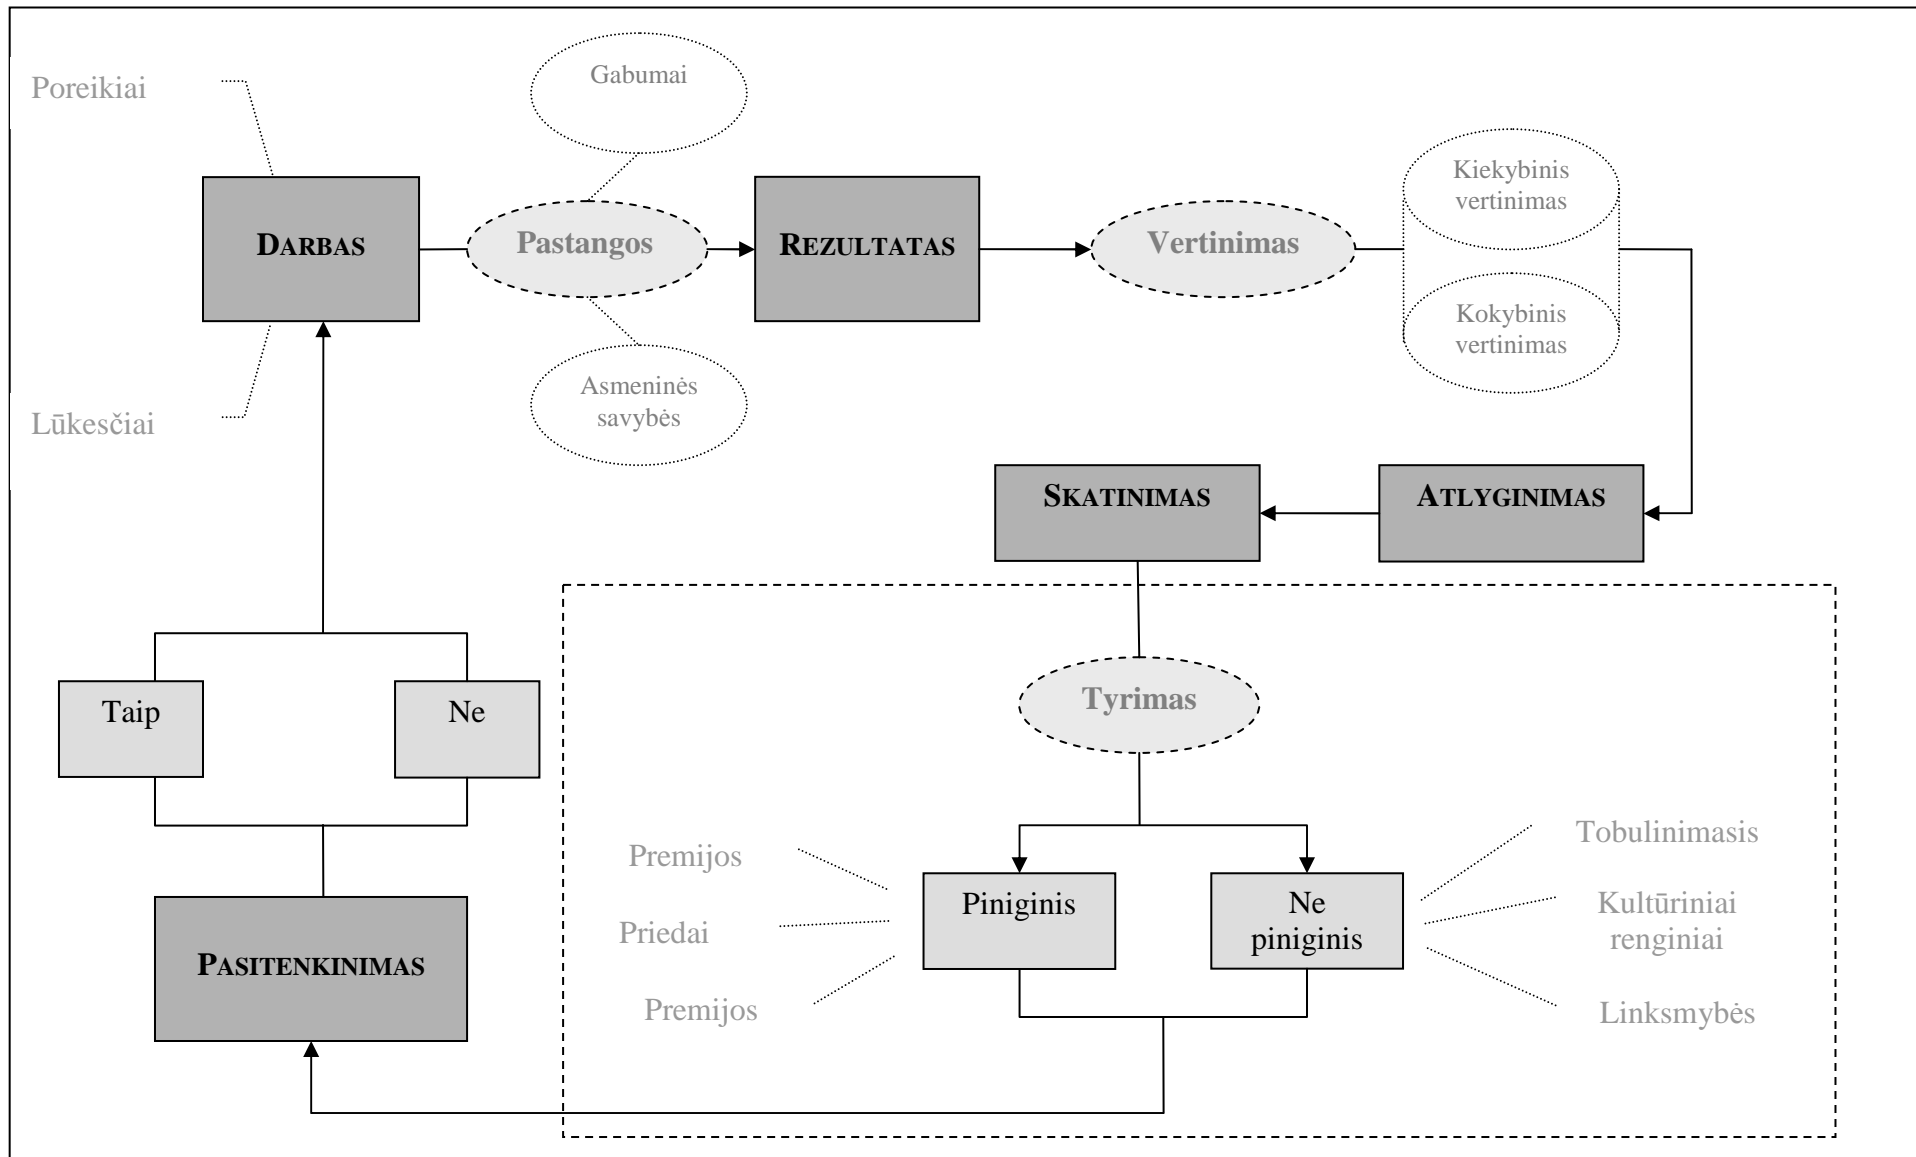 Poreikiai
Gabumai
Kiekybinis
vertinimas
DARBAS
Pastangos
REZULTATAS
Vertinimas
Kokybinis
vertinimas
Asmeninės
savybės
Lūkesčiai
SKATINIMAS
ATLYGINIMAS
Taip
Ne
Tyrimas
Premijos
Priedai
Premijos
Piniginis
Ne
piniginis
Tobulinimasis
Kultūriniai
renginiai
Linksmybės
PASITENKINIMAS